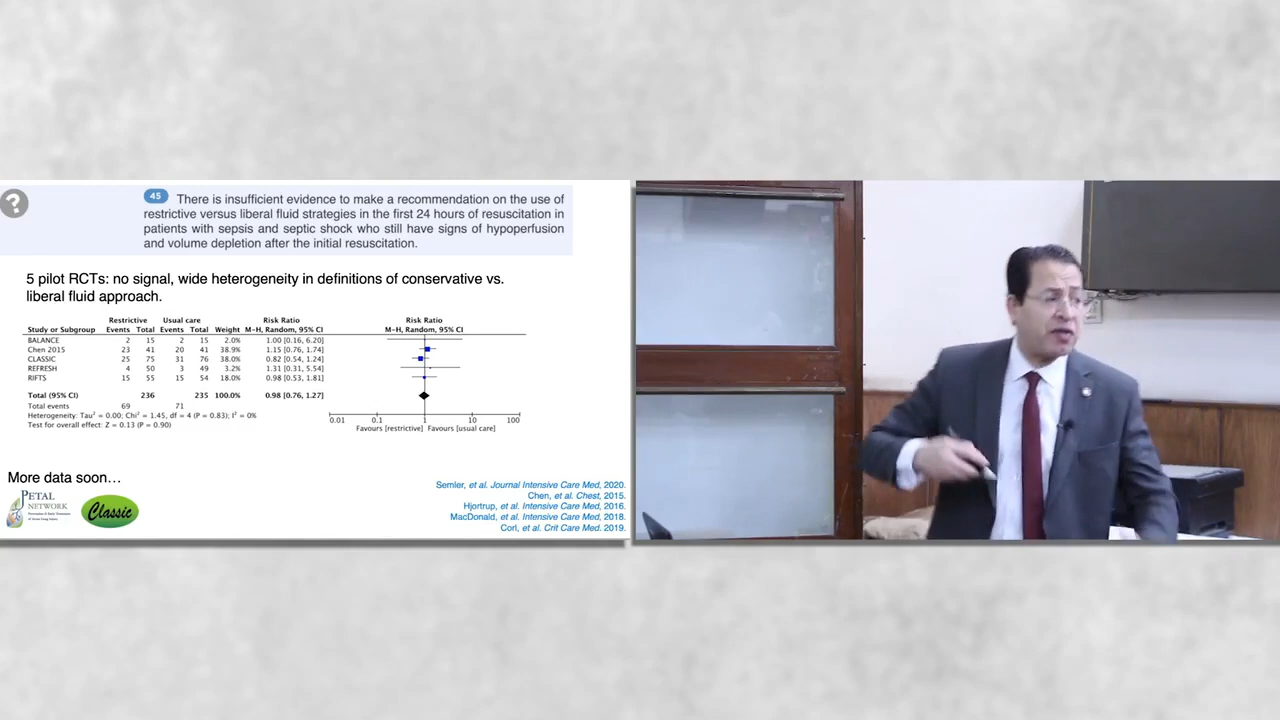 ?
45 There is insufficient evidence to make a recommendation on the use of
restrictive versus liberal fluid strategies in the first 24 hours of resuscitation in
patients with sepsis and septic shock who still have signs of hypoperfusion
and volume depletion after the initial resuscitation.
5 pilot RCTs: no signal, wide heterogeneity in definitions of conservative vs.
liberal fluid approach.
Restrictive Usual care Risk Ratio Risk Ratio
Study or Subgroup Events Total Events Total Weight M-H, Random, 95% CI M-H, Random, 95% CI
BALANCE 2 15 2 15 2.0% 1.00 [0.16, 6.20]
Chen 2015 23 41 20 41 38.9% 1.15 [0.76, 1.74]
CLASSIC 25 75 31 76 38.0% 0.82 [0.54, 1.24]
REFRESH 4 50 3 49 3.2% 1.31 [0.31, 5.54]
RIFTS 15 55 15 54 18.0% 0.98 [0.53, 1.81]
Total (95% CI) 236 235 100.0% 0.98 [0.76, 1.27]
Total events 69 71
Heterogeneity: Tau² = 0.00; Chi² = 1.45, df = 4 (P = 0.83); I² = 0%
Test for overall effect: Z = 0.13 (P = 0.90)
0.01 0.1 1 10 100
Favours [restrictive] Favours [usual care]
More data soon…
PETAL
NETWORK
Classic
Semler, et al. Journal Intensive Care Med, 2020.
Chen, et al. Chest, 2015.
Hjortrup, et al. Intensive Care Med, 2016.
MacDonald, et al. Intensive Care Med, 2018.
Corl, et al. Crit Care Med. 2019.